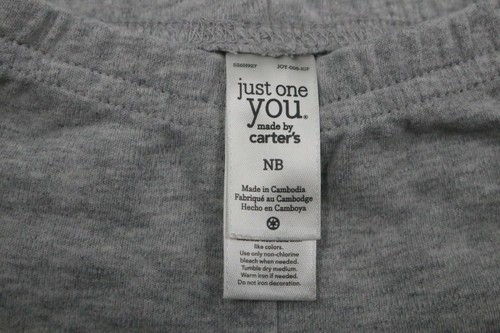 just one
you.
made by
carter's
NB
Made in Cambodia
Fabriqué au Cambodge
Hecho en Camboya
like colors.
Use only non-chlorine
bleach when needed.
Tumble dry medium.
Warm iron if needed.
Do not iron decoration.